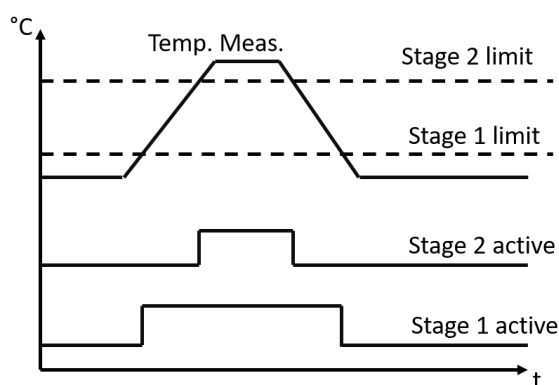 °C
Temp. Meas.
Stage 2 limit
Stage 1 limit
Stage 2 active
Stage 1 active
t